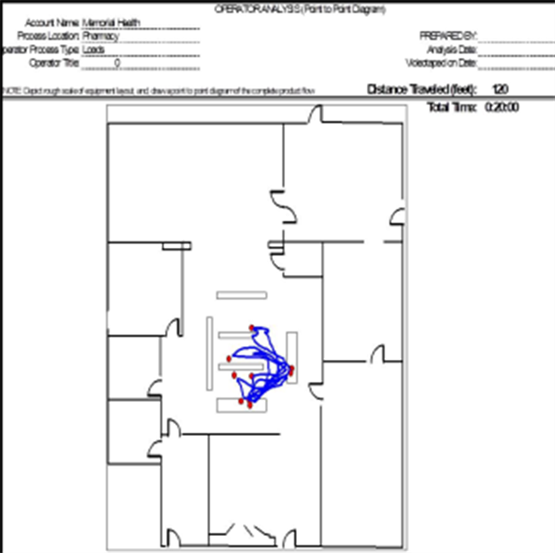 OPERATOR ANALYSIS (Point to Point Diagram)
Account Name: Memorial Health
Process Location: Pharmacy
perator Process Type: Loads
Operator Title: 0
PREPARED BY:
Analysis Date:
Videotaped on Date:
NOTE: Depict rough scale of equipment layout, and draw a point to point diagram of the complete product flow
Distance Traveled (feet): 120
Total Time: 0:20:00